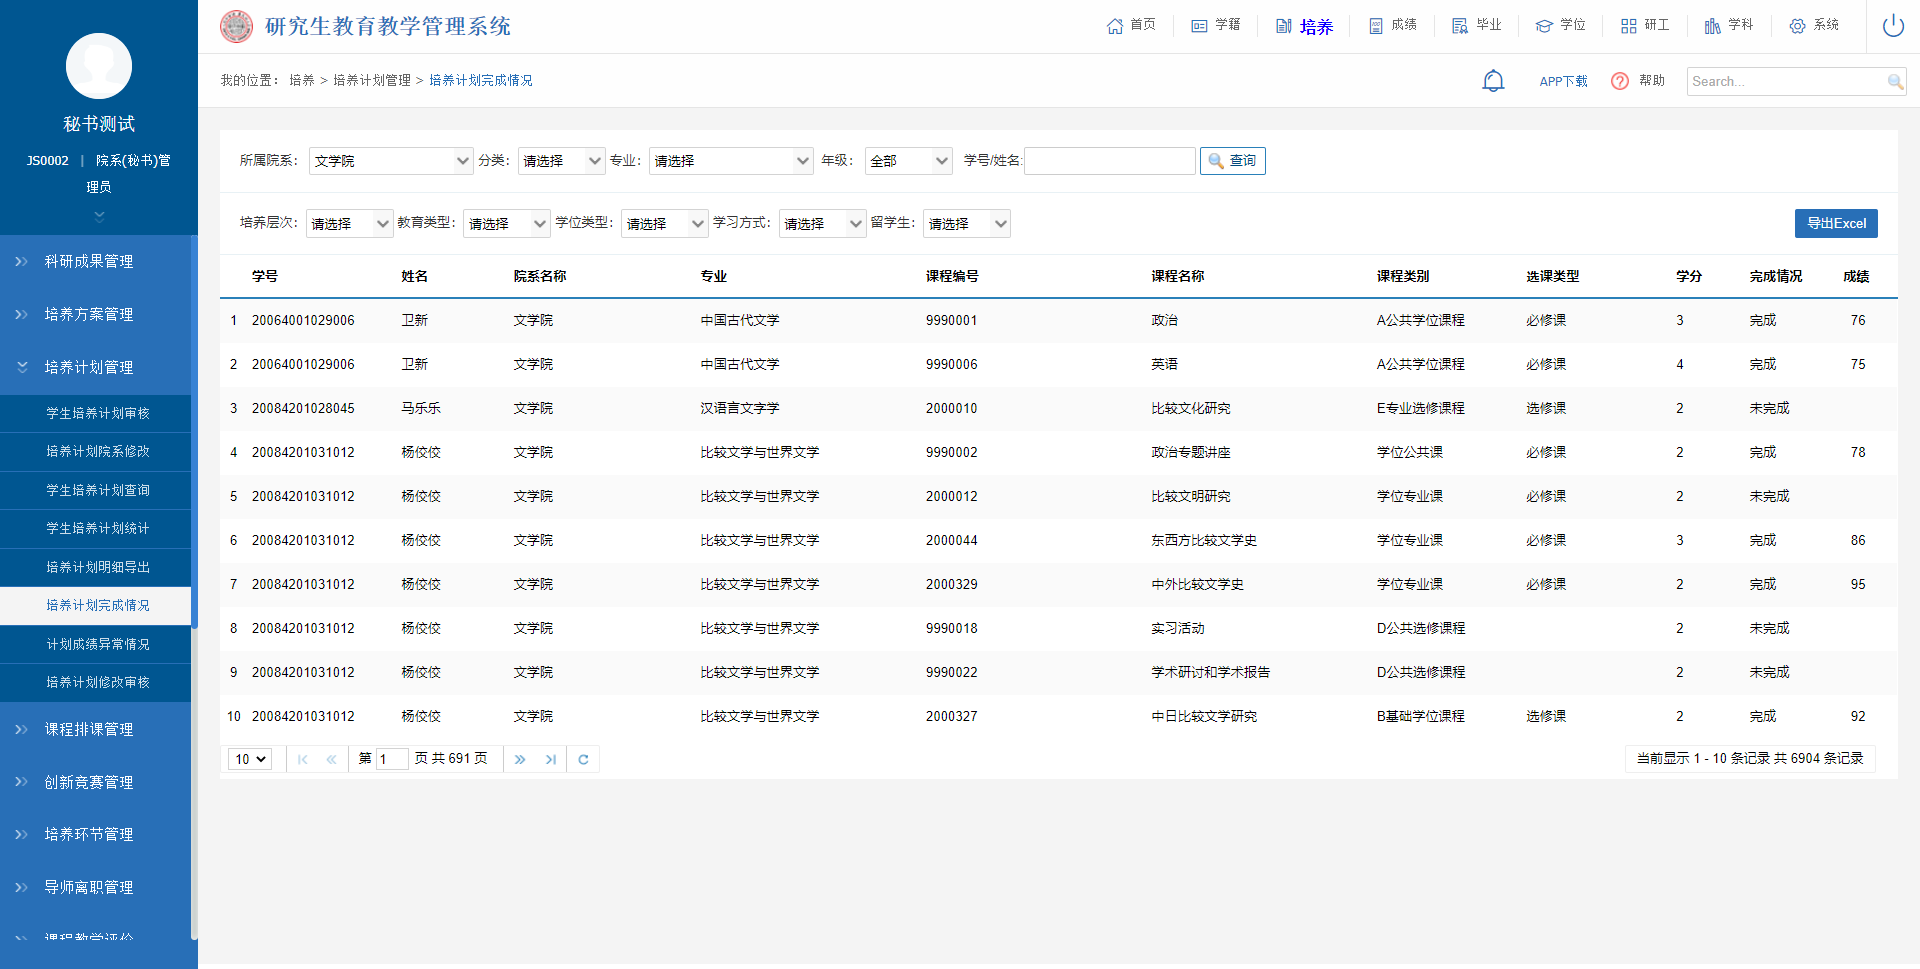 研究生教育教学管理系统
首页 学籍 培养 成绩 毕业 学位 研工 学科 系统
我的位置： 培养 > 培养计划管理 > 培养计划完成情况
APP下载 帮助 Search...
秘书测试
JS0002 | 院系(秘书)管
理员
科研成果管理
培养方案管理
培养计划管理
学生培养计划审核
培养计划院系修改
学生培养计划查询
学生培养计划统计
培养计划明细导出
培养计划完成情况
计划成绩异常情况
培养计划修改审核
课程排课管理
创新竞赛管理
培养环节管理
导师离职管理
课程教学评价
所属院系： 文学院 分类： 请选择 专业： 请选择 年级： 全部 学号/姓名: 查询
培养层次： 请选择 教育类型： 请选择 学位类型： 请选择 学习方式： 请选择 留学生： 请选择 导出Excel
学号 姓名 院系名称 专业 课程编号 课程名称 课程类别 选课类型 学分 完成情况 成绩
1 20064001029006 卫新 文学院 中国古代文学 9990001 政治 A公共学位课程 必修课 3 完成 76
2 20064001029006 卫新 文学院 中国古代文学 9990006 英语 A公共学位课程 必修课 4 完成 75
3 20084201028045 马乐乐 文学院 汉语言文字学 2000010 比较文化研究 E专业选修课程 选修课 2 未完成
4 20084201031012 杨佼佼 文学院 比较文学与世界文学 9990002 政治专题讲座 学位公共课 必修课 2 完成 78
5 20084201031012 杨佼佼 文学院 比较文学与世界文学 2000012 比较文明研究 学位专业课 必修课 2 未完成
6 20084201031012 杨佼佼 文学院 比较文学与世界文学 2000044 东西方比较文学史 学位专业课 必修课 3 完成 86
7 20084201031012 杨佼佼 文学院 比较文学与世界文学 2000329 中外比较文学史 学位专业课 必修课 2 完成 95
8 20084201031012 杨佼佼 文学院 比较文学与世界文学 9990018 实习活动 D公共选修课程 2 未完成
9 20084201031012 杨佼佼 文学院 比较文学与世界文学 9990022 学术研讨和学术报告 D公共选修课程 2 未完成
10 20084201031012 杨佼佼 文学院 比较文学与世界文学 2000327 中日比较文学研究 B基础学位课程 选修课 2 完成 92
10 第 1 页 共 691 页 当前显示 1 - 10 条记录 共 6904 条记录